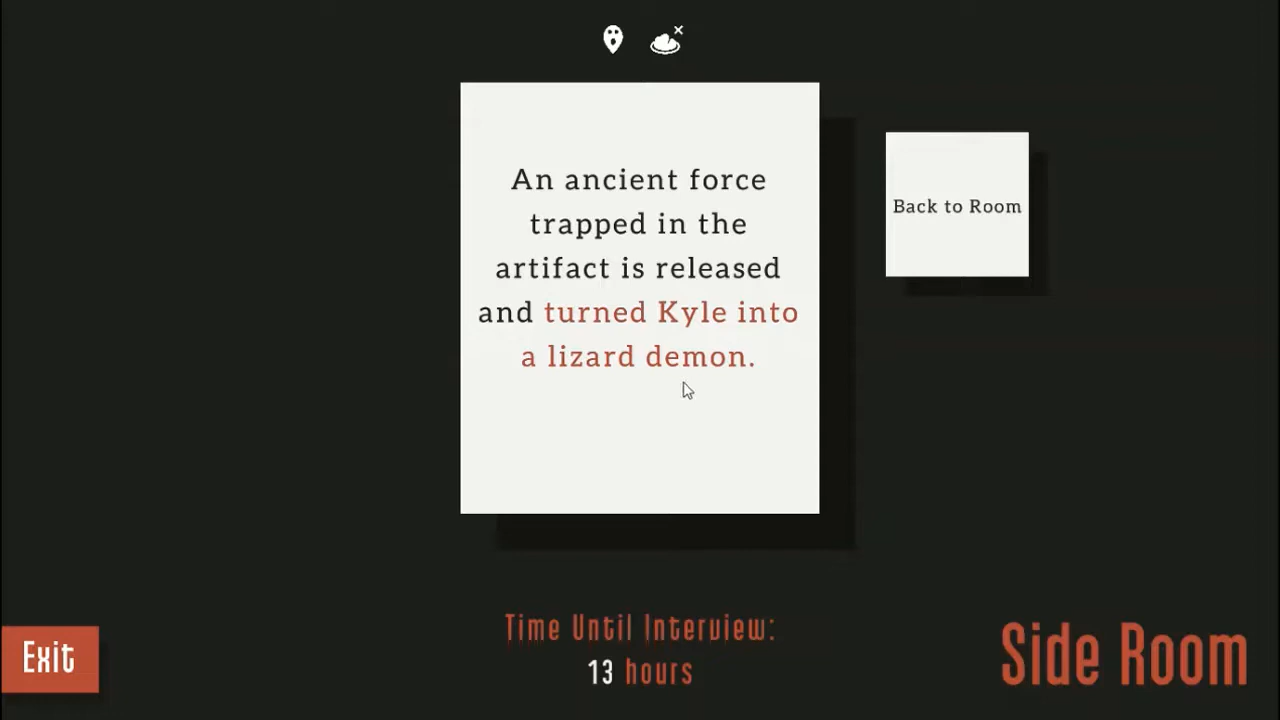 An ancient force
trapped in the
artifact is released
and turned Kyle into
a lizard demon.
Back to Room
Time Until Interview:
13 hours
Exit
Side Room